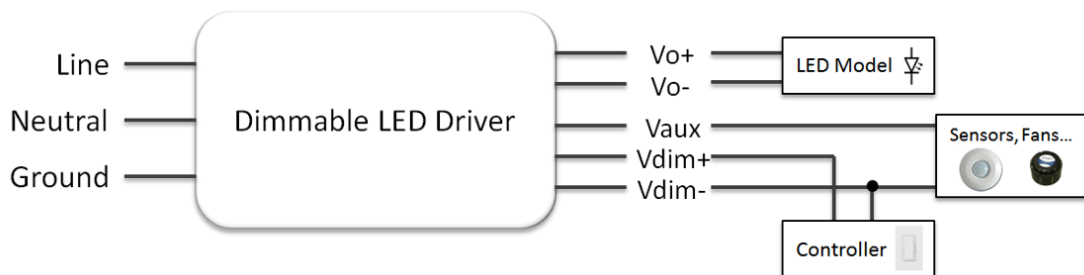 Line
Neutral
Ground
Dimmable LED Driver
Vo+
Vo-
Vaux
Vdim+
Vdim-
LED Model
Sensors, Fans...
Controller